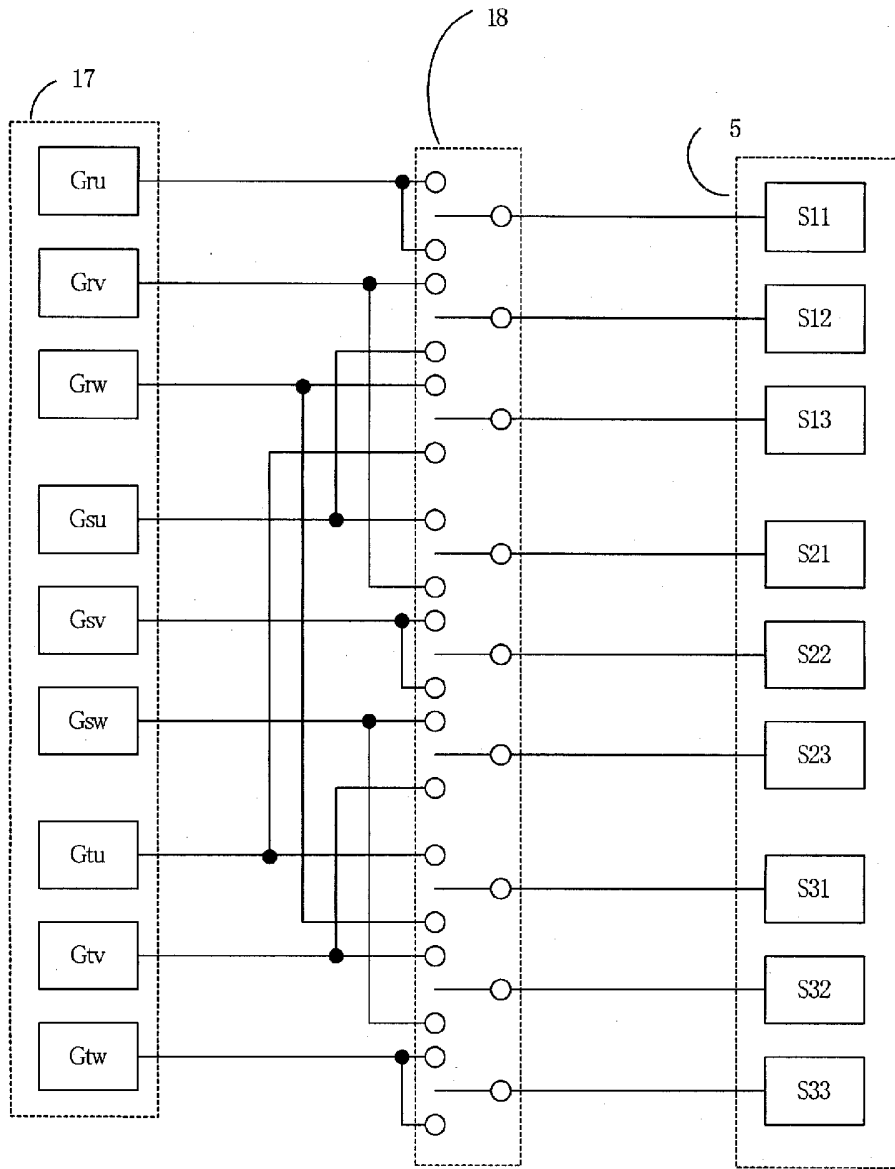 18
17
5
Gru
S11
Grv
S12
Grw
S13
Gsu
S21
Gsv
S22
Gsw
S23
Gtu
S31
Gtv
S32
Gtw
S33